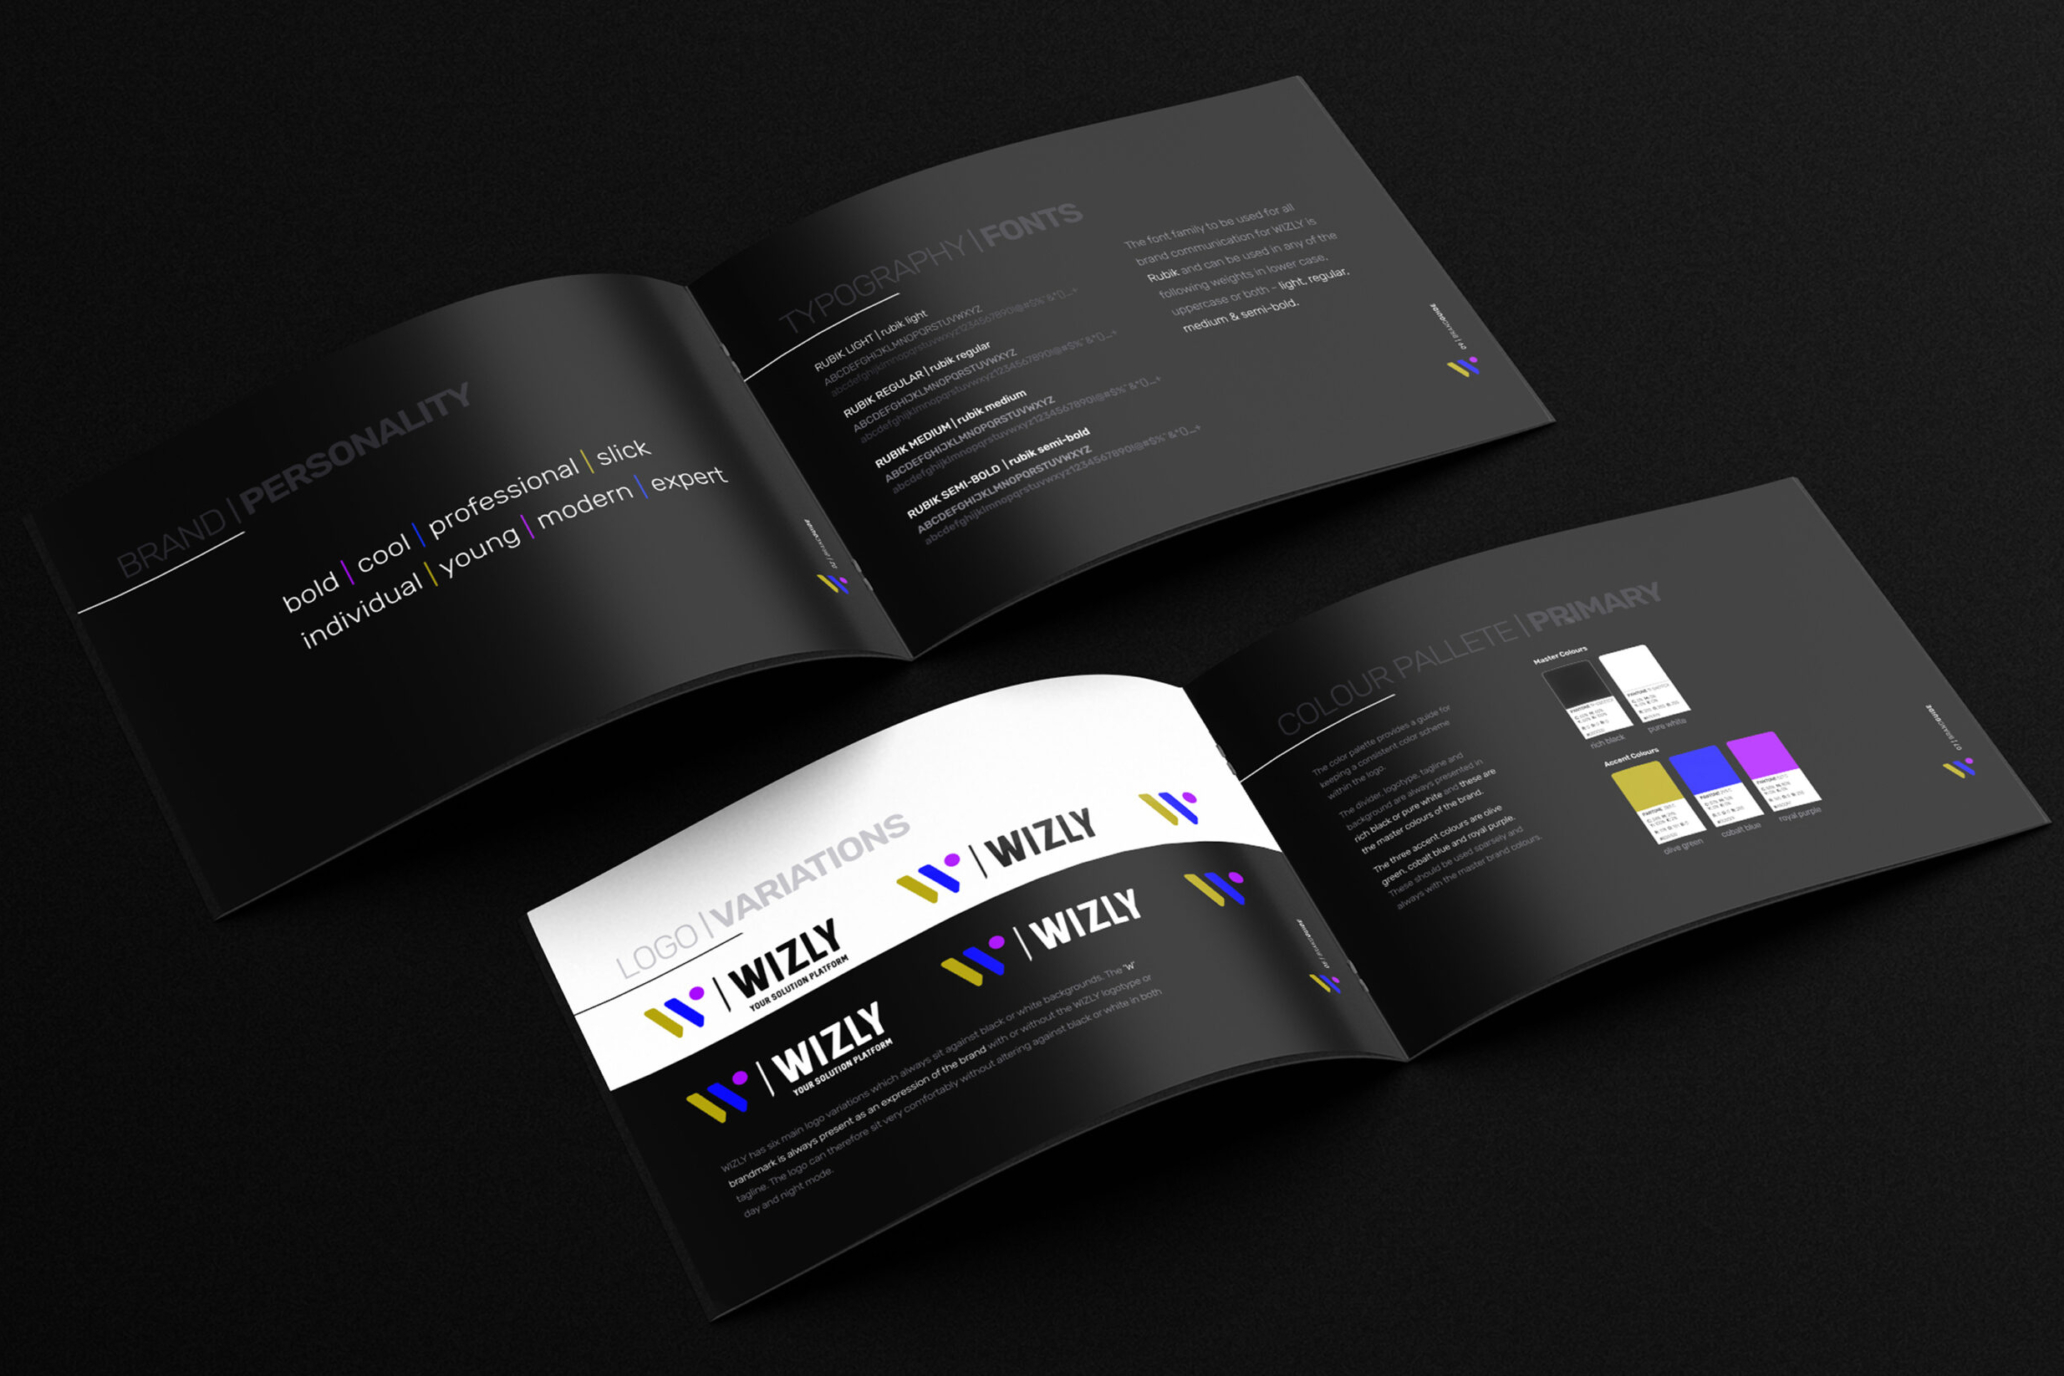 BRAND | PERSONALITY
bold | cool | professional | slick
individual | young | modern | expert
TYPOGRAPHY | FONTS
RUBIK LIGHT | rubik light
ABCDEFGHIJKLMNOPQRSTUVWXYZ
abcdefghijklmnopqrstuvwxyz1234567890!@#$%^&*()_+
RUBIK REGULAR | rubik regular
ABCDEFGHIJKLMNOPQRSTUVWXYZ
abcdefghijklmnopqrstuvwxyz1234567890!@#$%^&*()_+
RUBIK MEDIUM | rubik medium
ABCDEFGHIJKLMNOPQRSTUVWXYZ
abcdefghijklmnopqrstuvwxyz1234567890!@#$%^&*()_+
RUBIK SEMI-BOLD | rubik semi-bold
ABCDEFGHIJKLMNOPQRSTUVWXYZ
abcdefghijklmnopqrstuvwxyz1234567890!@#$%^&*()_+
The font family to be used for all
brand communication for WIZLY is
Rubik and can be used in any of the
following weights in lower case,
uppercase or both - light, regular,
medium & semi-bold.
LOGO | VARIATIONS
WIZLY
YOUR SOLUTION PLATFORM
WIZLY
WIZLY
YOUR SOLUTION PLATFORM
WIZLY
WIZLY has six main logo variations which always sit against black or white backgrounds. The "W"
brandmark is always present as an expression of the brand with or without the WIZLY logotype or
tagline. The logo can therefore sit very comfortably without altering against black or white in both
day and night mode.
COLOUR PALLETE | PRIMARY
The color palette provides a guide for
keeping a consistent color scheme
within the logo.
The divider, logotype, tagline and
background are always presented in
rich black or pure white and these are
the master colours of the brand.
The three accent colours are olive
green, cobalt blue and royal purple.
These should be used sparsely and
always with the master brand colours.
Master Colours
PANTONE
PANTONE
rich black
pure white
Accent Colours
PANTONE
PANTONE
PANTONE
olive green
cobalt blue
royal purple